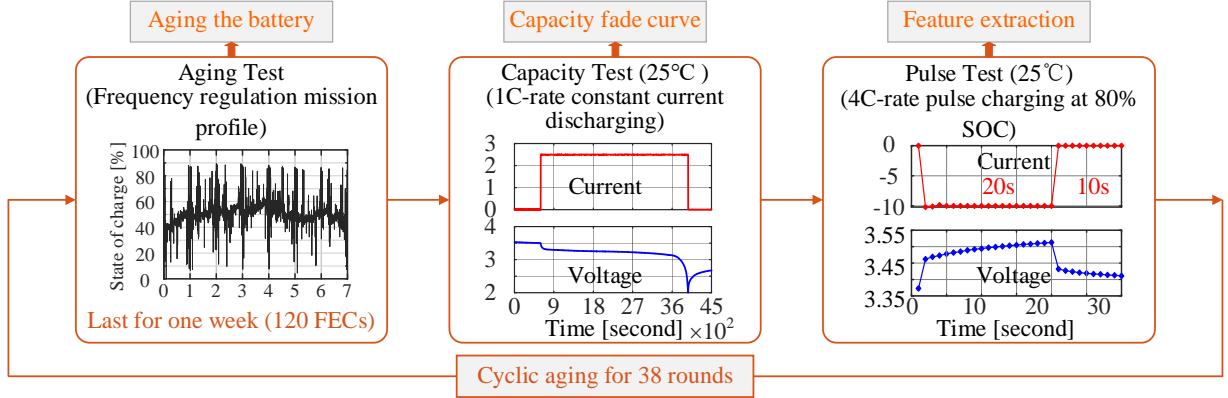 Aging the battery
Capacity fade curve
Feature extraction
Aging Test
(Frequency regulation mission
profile)
State of charge [%]
100
80
60
40
20
0
0 1 2 3 4 5 6 7
Last for one week (120 FECs)
Capacity Test (25℃ )
(1C-rate constant current
discharging)
3
2
1
0
Current
4
3
2
Voltage
0 9 18 27 36 45
Time [second] ×10²
Pulse Test (25℃)
(4C-rate pulse charging at 80%
SOC)
0
-5
-10
Current
20s 10s
3.55
3.45
3.35
Voltage
0 10 20 30
Time [second]
Cyclic aging for 38 rounds